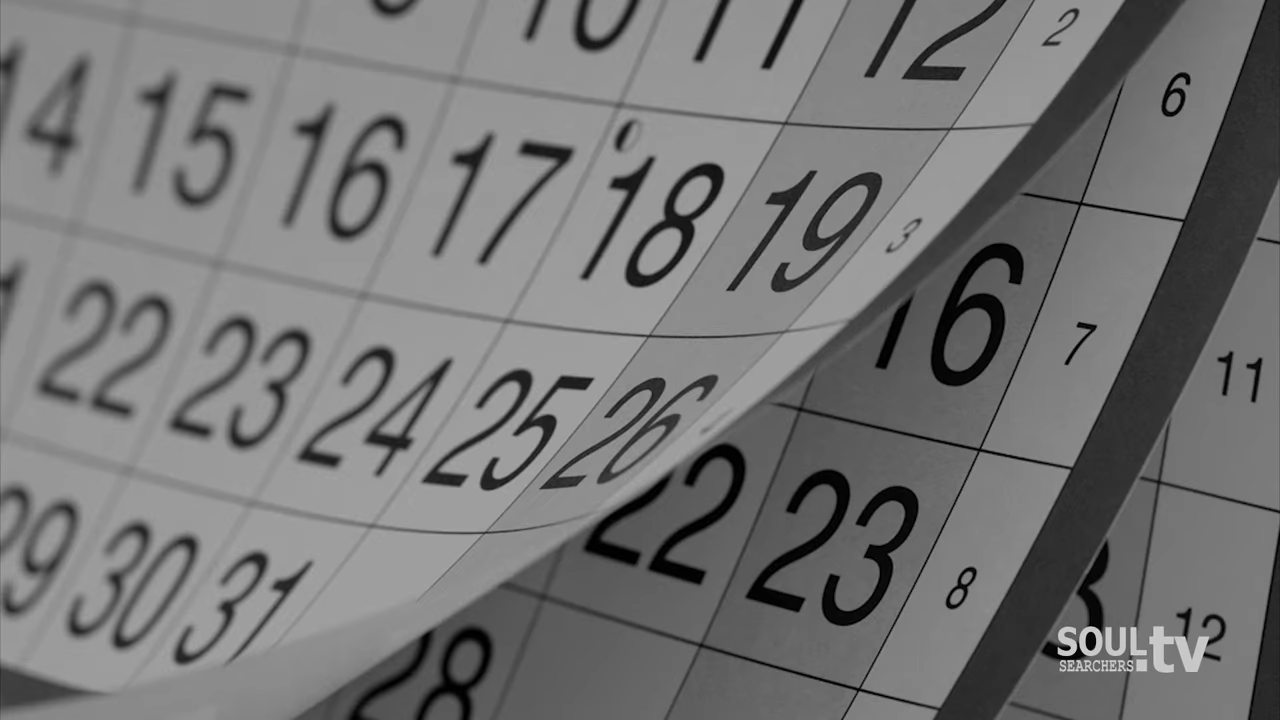 9 10 11 12 2
14 15 16 17 18 19 3
22 23 24 25 26
29 30 31
6
16 7
22 23 8
28
11
12
SOUL
SEARCHERS
.tv